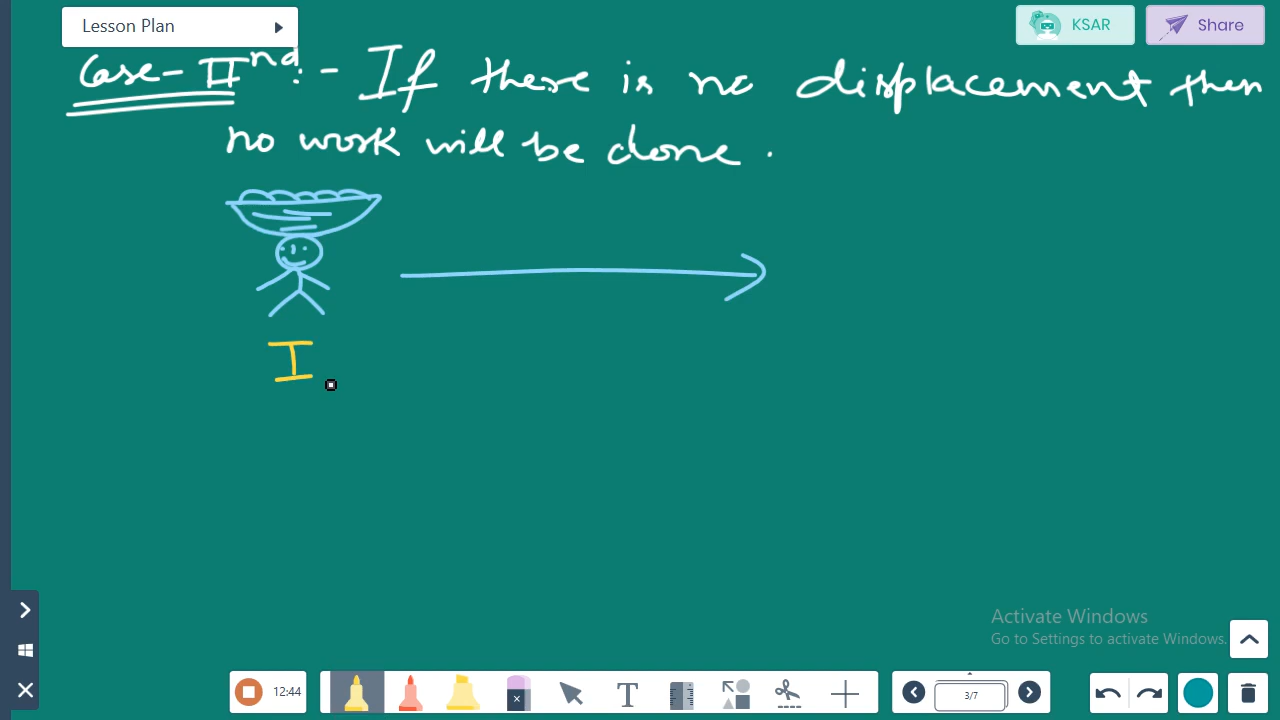 Lesson Plan
KSAR
Share
Case-IInd:- If there is no displacement then
no work will be done.
I
Activate Windows
Go to Settings to activate Windows.
12:44
T
3/7